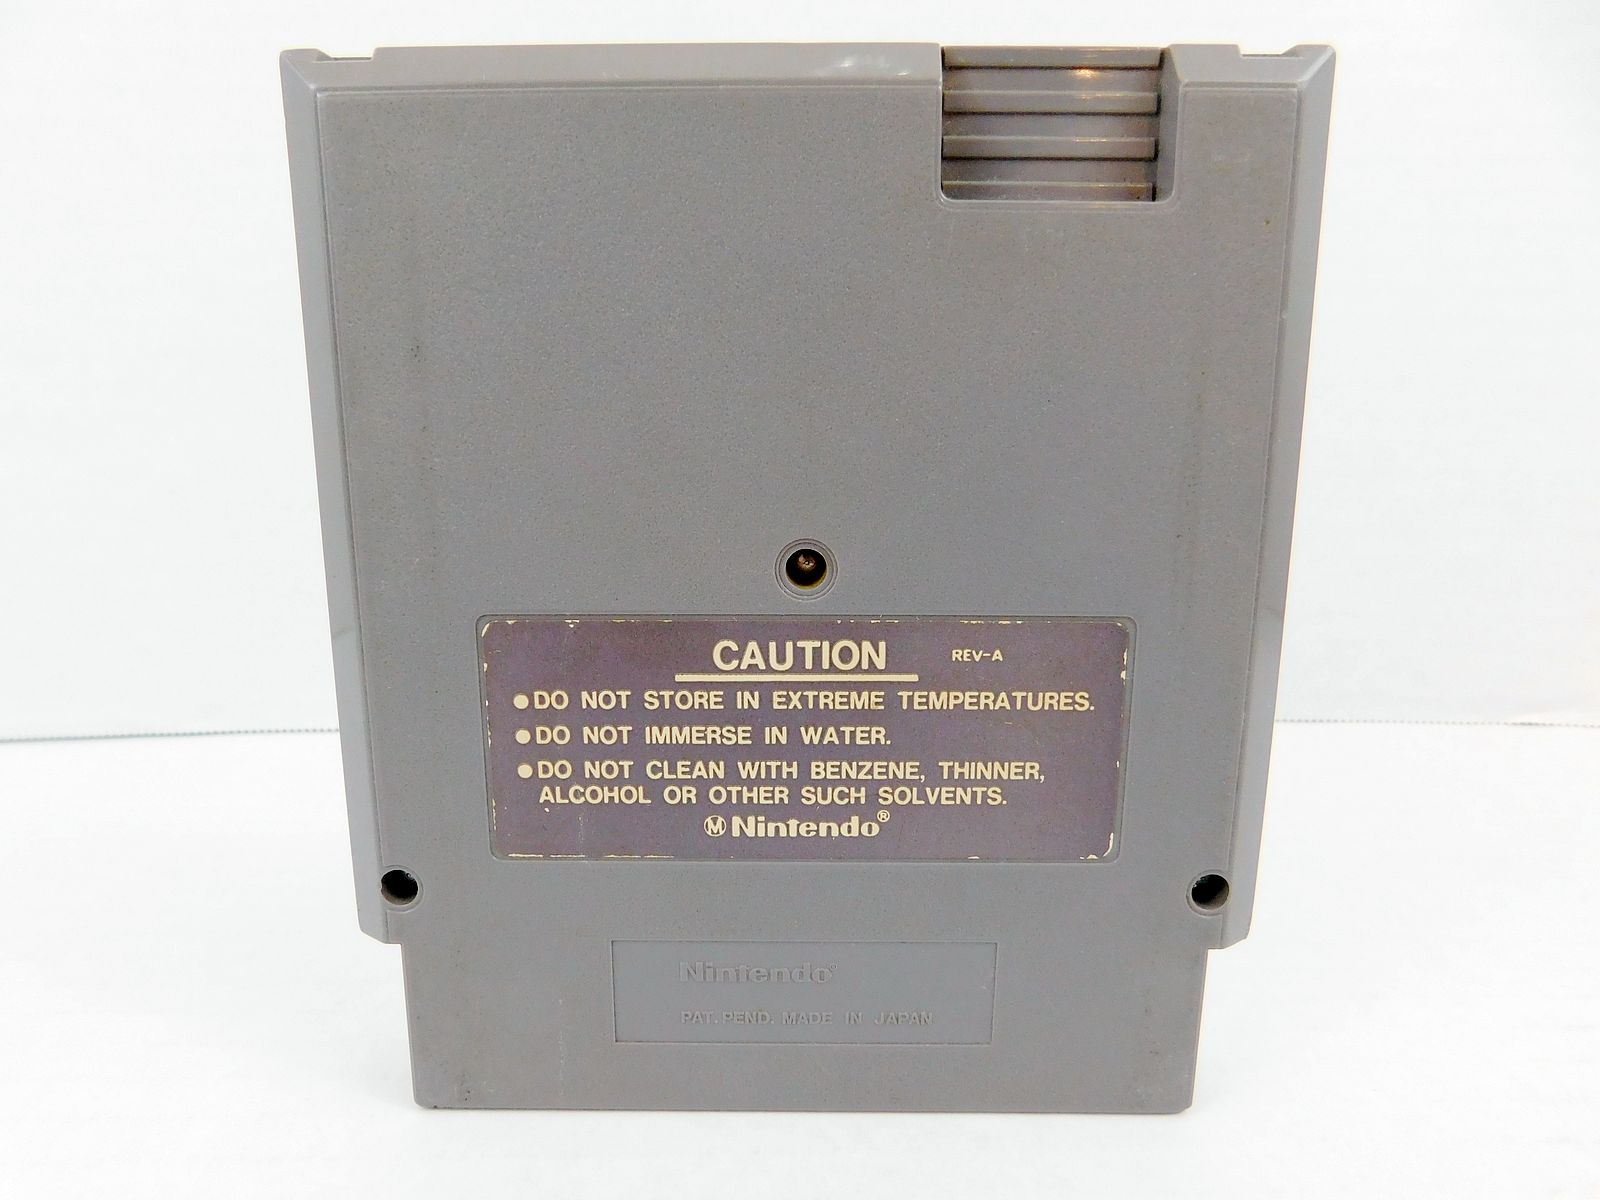 CAUTION REV-A
●DO NOT STORE IN EXTREME TEMPERATURES.
●DO NOT IMMERSE IN WATER.
●DO NOT CLEAN WITH BENZENE, THINNER,
ALCOHOL OR OTHER SUCH SOLVENTS.
Ⓜ Nintendo®
Nintendo®
PAT. PEND. MADE IN JAPAN